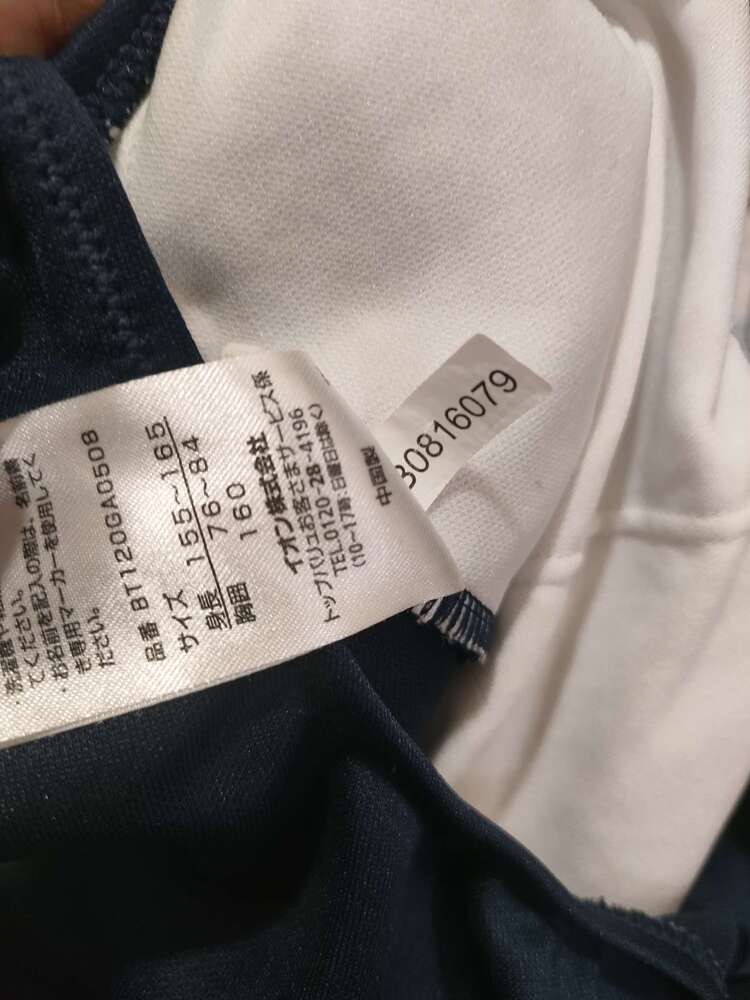 ・洗濯機や
てください。
・お名前を記入の際は、名前書
き専用マーカーを使用してく
ださい。
品番 BT120GA0508
サイズ
身長 155~165
胸囲 76~84
160
イオン株式会社
トップバリュお客さまサービス係
TEL.0120-28-4196
(10~17時:日曜日は除く)
中国製
30816079